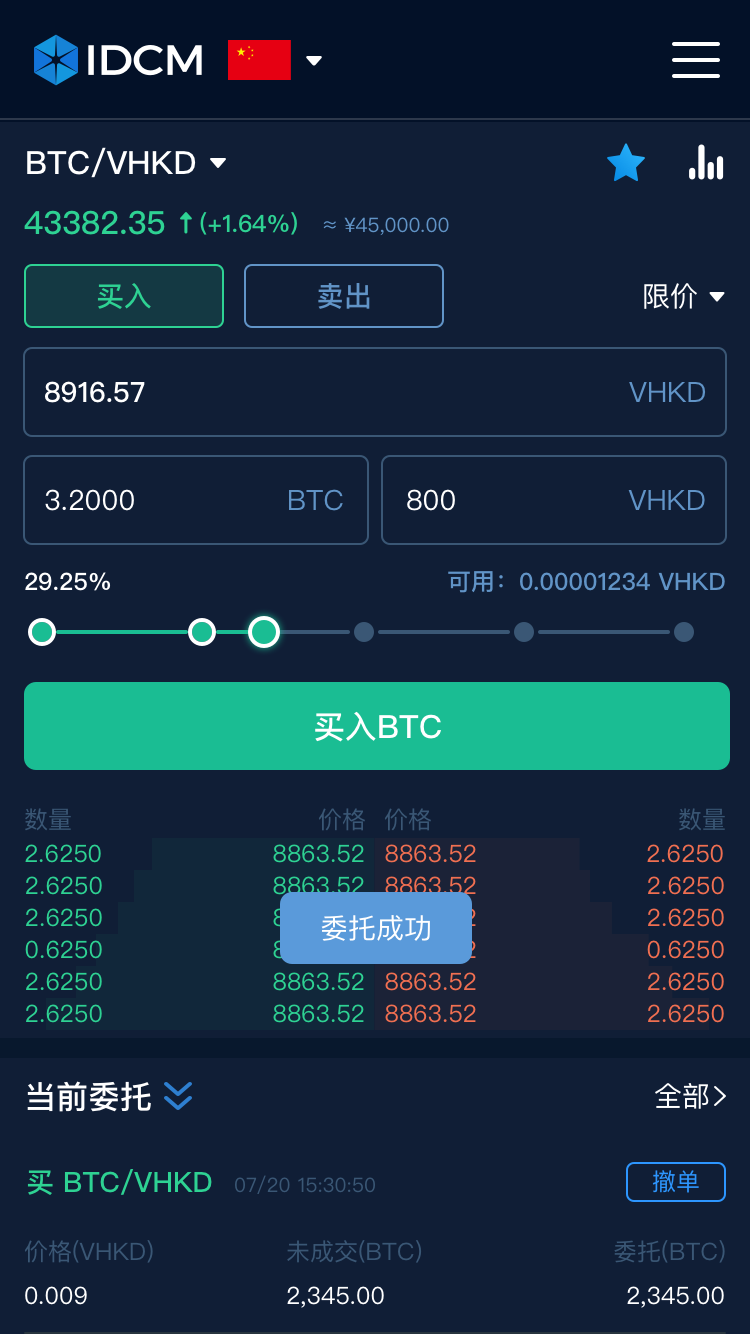 IDCM
BTC/VHKD
43382.35 ↑ (+1.64%) ≈ ¥45,000.00
买入 卖出 限价
8916.57 VHKD
3.2000 BTC 800 VHKD
29.25% 可用：0.00001234 VHKD
买入BTC
数量 价格 价格 数量
2.6250 8863.52 8863.52 2.6250
2.6250 8863.52 8863.52 2.6250
2.6250 2.6250
委托成功
0.6250 0.6250
2.6250 8863.52 8863.52 2.6250
2.6250 8863.52 8863.52 2.6250
当前委托 全部>
买 BTC/VHKD 07/20 15:30:50 撤单
价格(VHKD) 未成交(BTC) 委托(BTC)
0.009 2,345.00 2,345.00